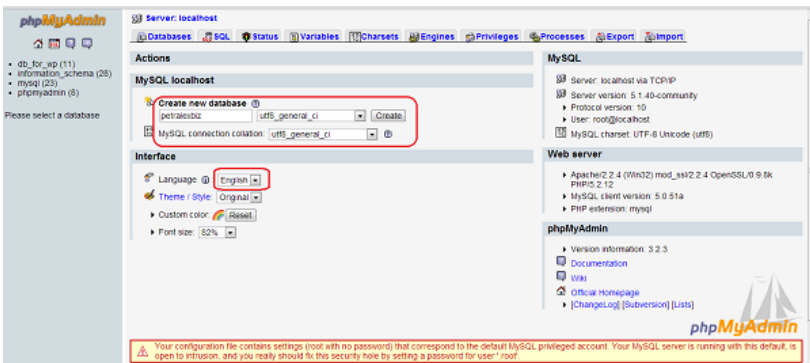 phpMyAdmin
db_for_wp (11)
information_schema (28)
mysql (23)
phpmyadmin (8)
Please select a database
Server: localhost
Databases SQL Status Variables Charsets Engines Privileges Processes Export Import
Actions
MySQL localhost
Create new database
petralexbiz utf8_general_ci Create
MySQL connection collation: utf8_general_ci
Interface
Language : English
Theme / Style: Original
Custom color: Reset
Font size: 82%
MySQL
Server: localhost via TCP/IP
Server version: 5.1.40-community
Protocol version: 10
User: root@localhost
MySQL charset: UTF-8 Unicode (utf8)
Web server
Apache/2.2.4 (Win32) mod_ssl/2.2.4 OpenSSL/0.9.8k
PHP/5.2.12
MySQL client version: 5.0.51a
PHP extension: mysql
phpMyAdmin
Version information: 3.2.3
Documentation
Wiki
Official Homepage
[ChangeLog] [Subversion] [Lists]
phpMyAdmin
Your configuration file contains settings (root with no password) that correspond to the default MySQL privileged account. Your MySQL server is running with this default, is
open to intrusion, and you really should fix this security hole by setting a password for user 'root'.